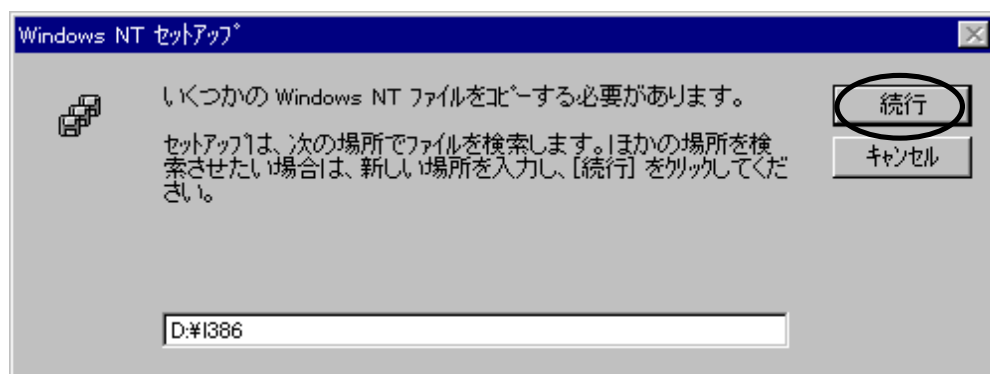 Windows NT セットアップ
いくつかの Windows NT ファイルをコピーする必要があります。
続行
セットアップは、次の場所でファイルを検索します。ほかの場所を検
索させたい場合は、新しい場所を入力し、[続行] をクリックしてくだ
さい。
キャンセル
D:¥I386